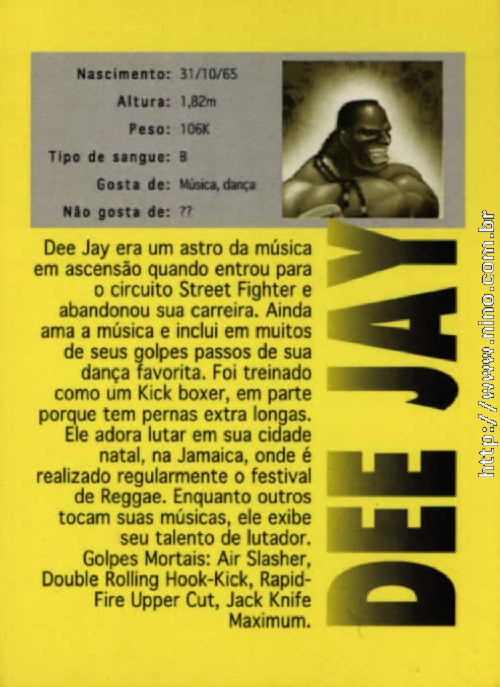 Nascimento: 31/10/65
Altura: 1,82m
Peso: 106K
Tipo de sangue: B
Gosta de: Música, dança
Não gosta de: ??
Dee Jay era um astro da música
em ascensão quando entrou para
o circuito Street Fighter e
abandonou sua carreira. Ainda
ama a música e inclui em muitos
de seus golpes passos de sua
dança favorita. Foi treinado
como um Kick boxer, em parte
porque tem pernas extra longas.
Ele adora lutar em sua cidade
natal, na Jamaica, onde é
realizado regularmente o festival
de Reggae. Enquanto outros
tocam suas músicas, ele exibe
seu talento de lutador.
Golpes Mortais: Air Slasher,
Double Rolling Hook-Kick, Rapid-
Fire Upper Cut, Jack Knife
Maximum.
DEE JAY
http://www.nino.com.br